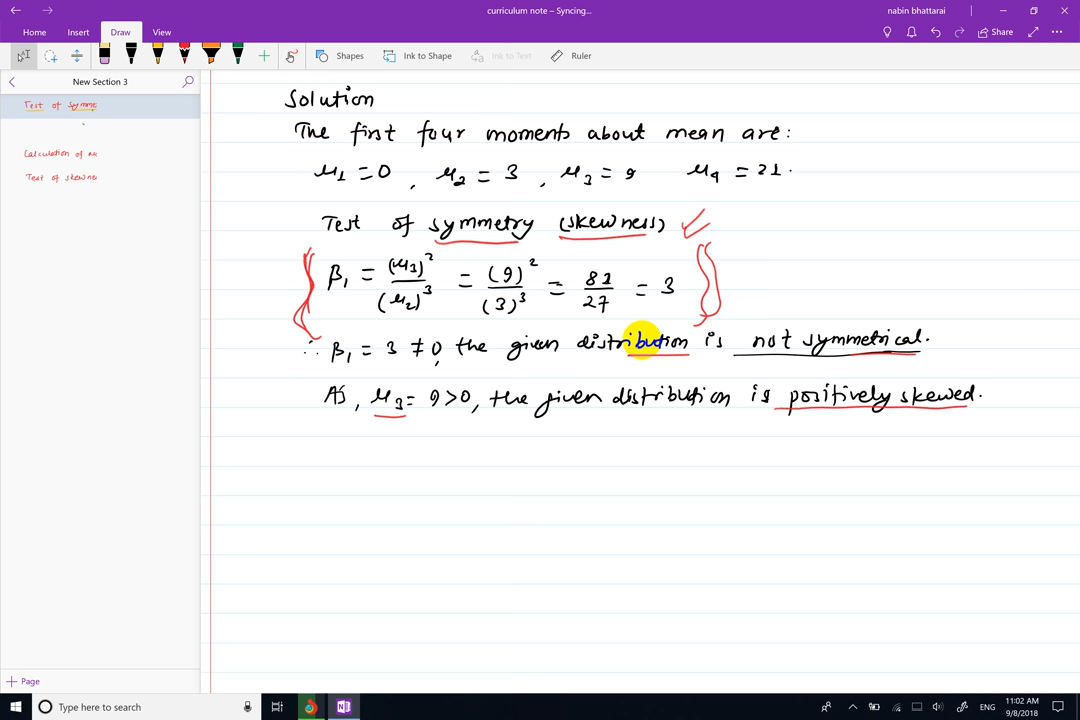 curriculum note – Syncing...
nabin bhattarai
Home Insert Draw View
Share
Shapes Ink to Shape Ink to Text Ruler
New Section 3
Test of symme
Calculation of
Test of skewne
Solution
The first four moments about mean are:
μ1 = 0 , μ2 = 3 , μ3 = 9 μ4 = 21.
Test of symmetry (skewness)
β1 = (μ3)^2 / (μ2)^3 = (9)^2 / (3)^3 = 81 / 27 = 3
∴ β1 = 3 ≠ 0, the given distribution is not symmetrical.
As, μ3 = 9 > 0, the given distribution is positively skewed.
+ Page
Type here to search
ENG
11:02 AM
9/8/2018